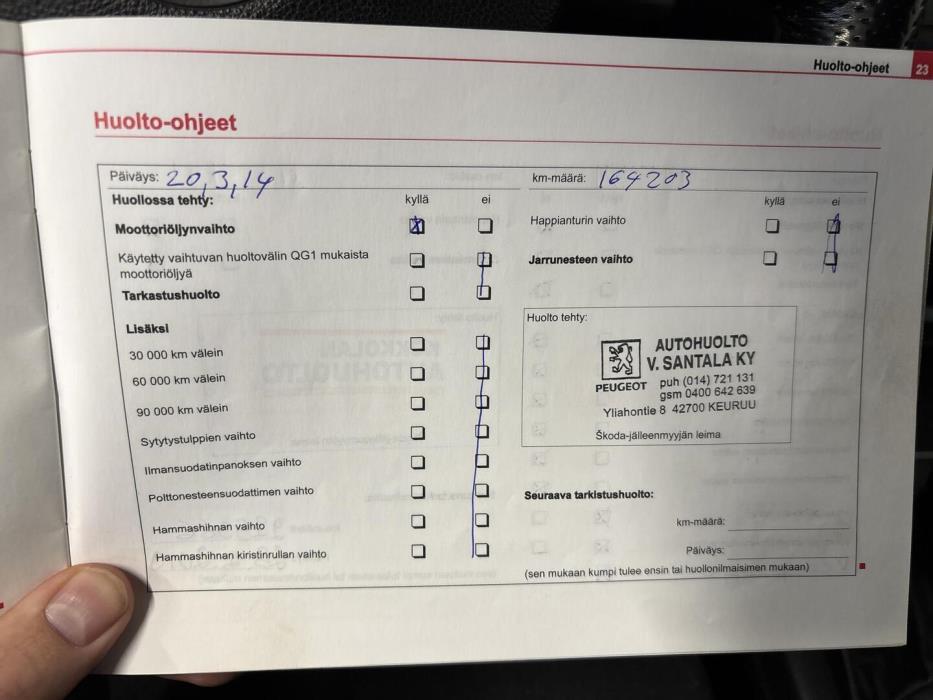 Huolto-ohjeet 23
Huolto-ohjeet
Päiväys: 20,3,14
Huollossa tehty: kyllä ei
Moottoriöljynvaihto
Käytetty vaihtuvan huoltovälin QG1 mukaista
moottoriöljyä
Tarkastushuolto
Lisäksi
30 000 km välein
60 000 km välein
90 000 km välein
Sytytystulppien vaihto
Ilmansuodatinpanoksen vaihto
Polttonesteensuodattimen vaihto
Hammashihnan vaihto
Hammashihnan kiristinrullan vaihto
km-määrä: 164203
kyllä ei
Happianturin vaihto
Jarrunesteen vaihto
Huolto tehty:
AUTOHUOLTO
V. SANTALA KY
PEUGEOT puh (014) 721 131
gsm 0400 642 639
Yliahontie 8 42700 KEURUU
Škoda-jälleenmyyjän leima
Seuraava tarkistushuolto:
km-määrä:
Päiväys:
(sen mukaan kumpi tulee ensin tai huollonilmaisimen mukaan)